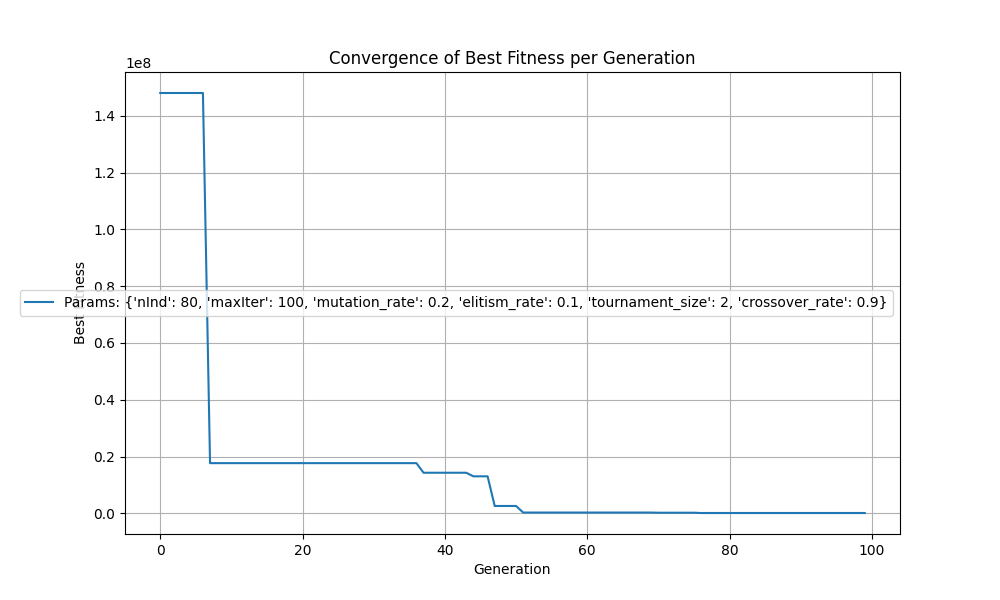 Convergence of Best Fitness per Generation
1e8
1.4
1.2
1.0
0.8
0.6
0.4
0.2
0.0
Best
ness
Params: {'nInd': 80, 'maxIter': 100, 'mutation_rate': 0.2, 'elitism_rate': 0.1, 'tournament_size': 2, 'crossover_rate': 0.9}
0 20 40 60 80 100
Generation